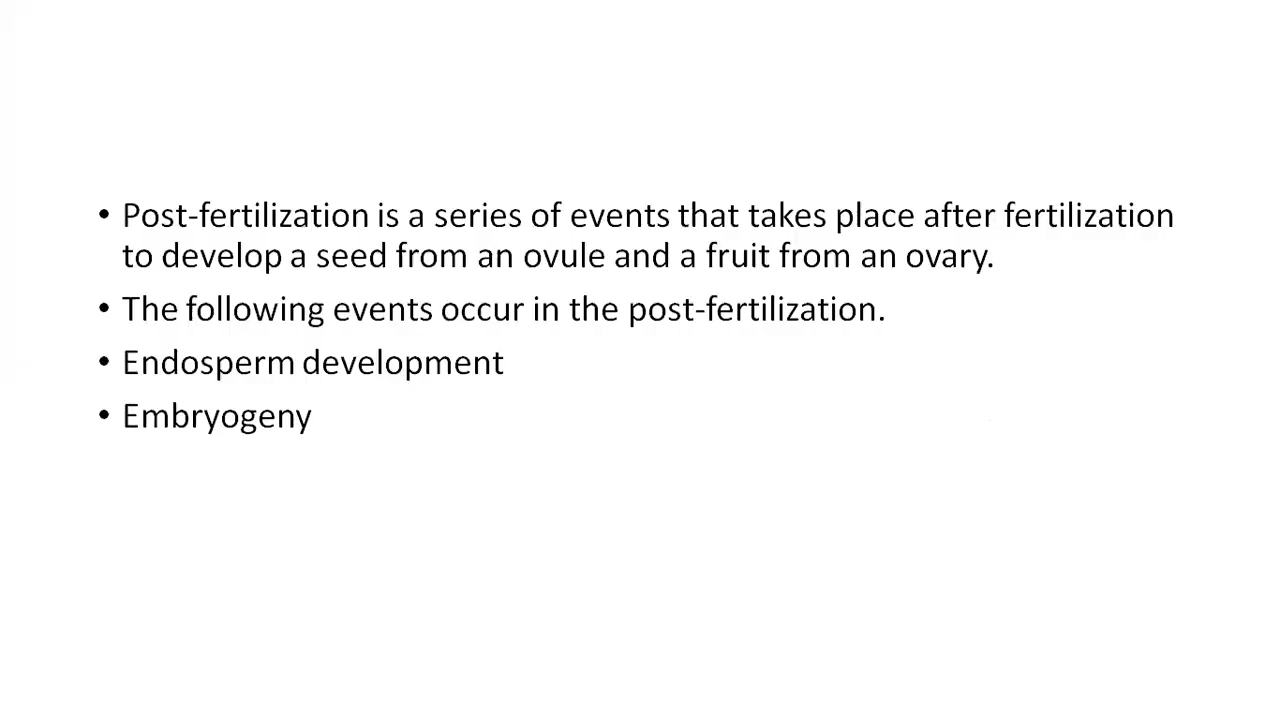 • Post-fertilization is a series of events that takes place after fertilization
to develop a seed from an ovule and a fruit from an ovary.
• The following events occur in the post-fertilization.
• Endosperm development
• Embryogeny